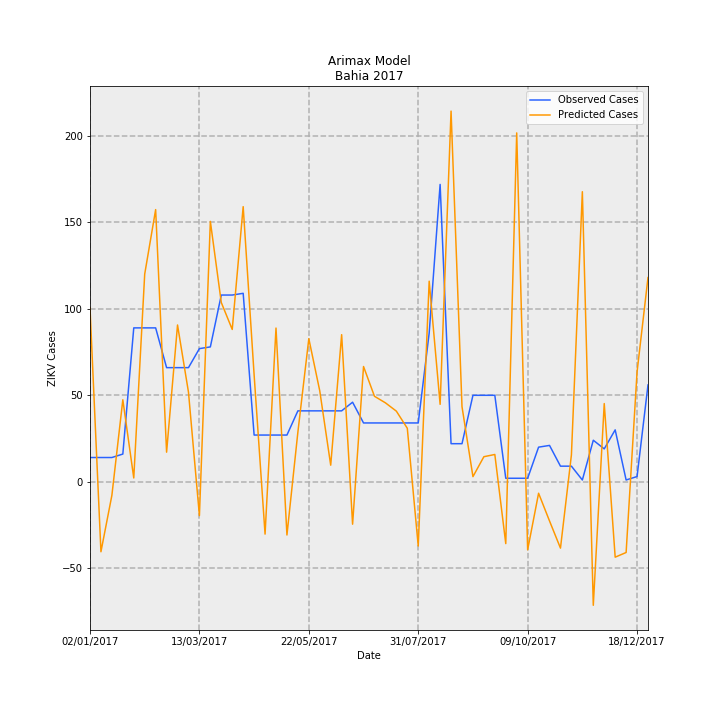 Arimax Model
Bahia 2017
Observed Cases
Predicted Cases
200
150
100
50
0
−50
ZIKV Cases
02/01/2017 13/03/2017 22/05/2017 31/07/2017 09/10/2017 18/12/2017
Date